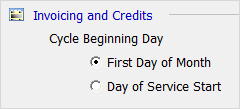 Invoicing and Credits
Cycle Beginning Day
First Day of Month
Day of Service Start